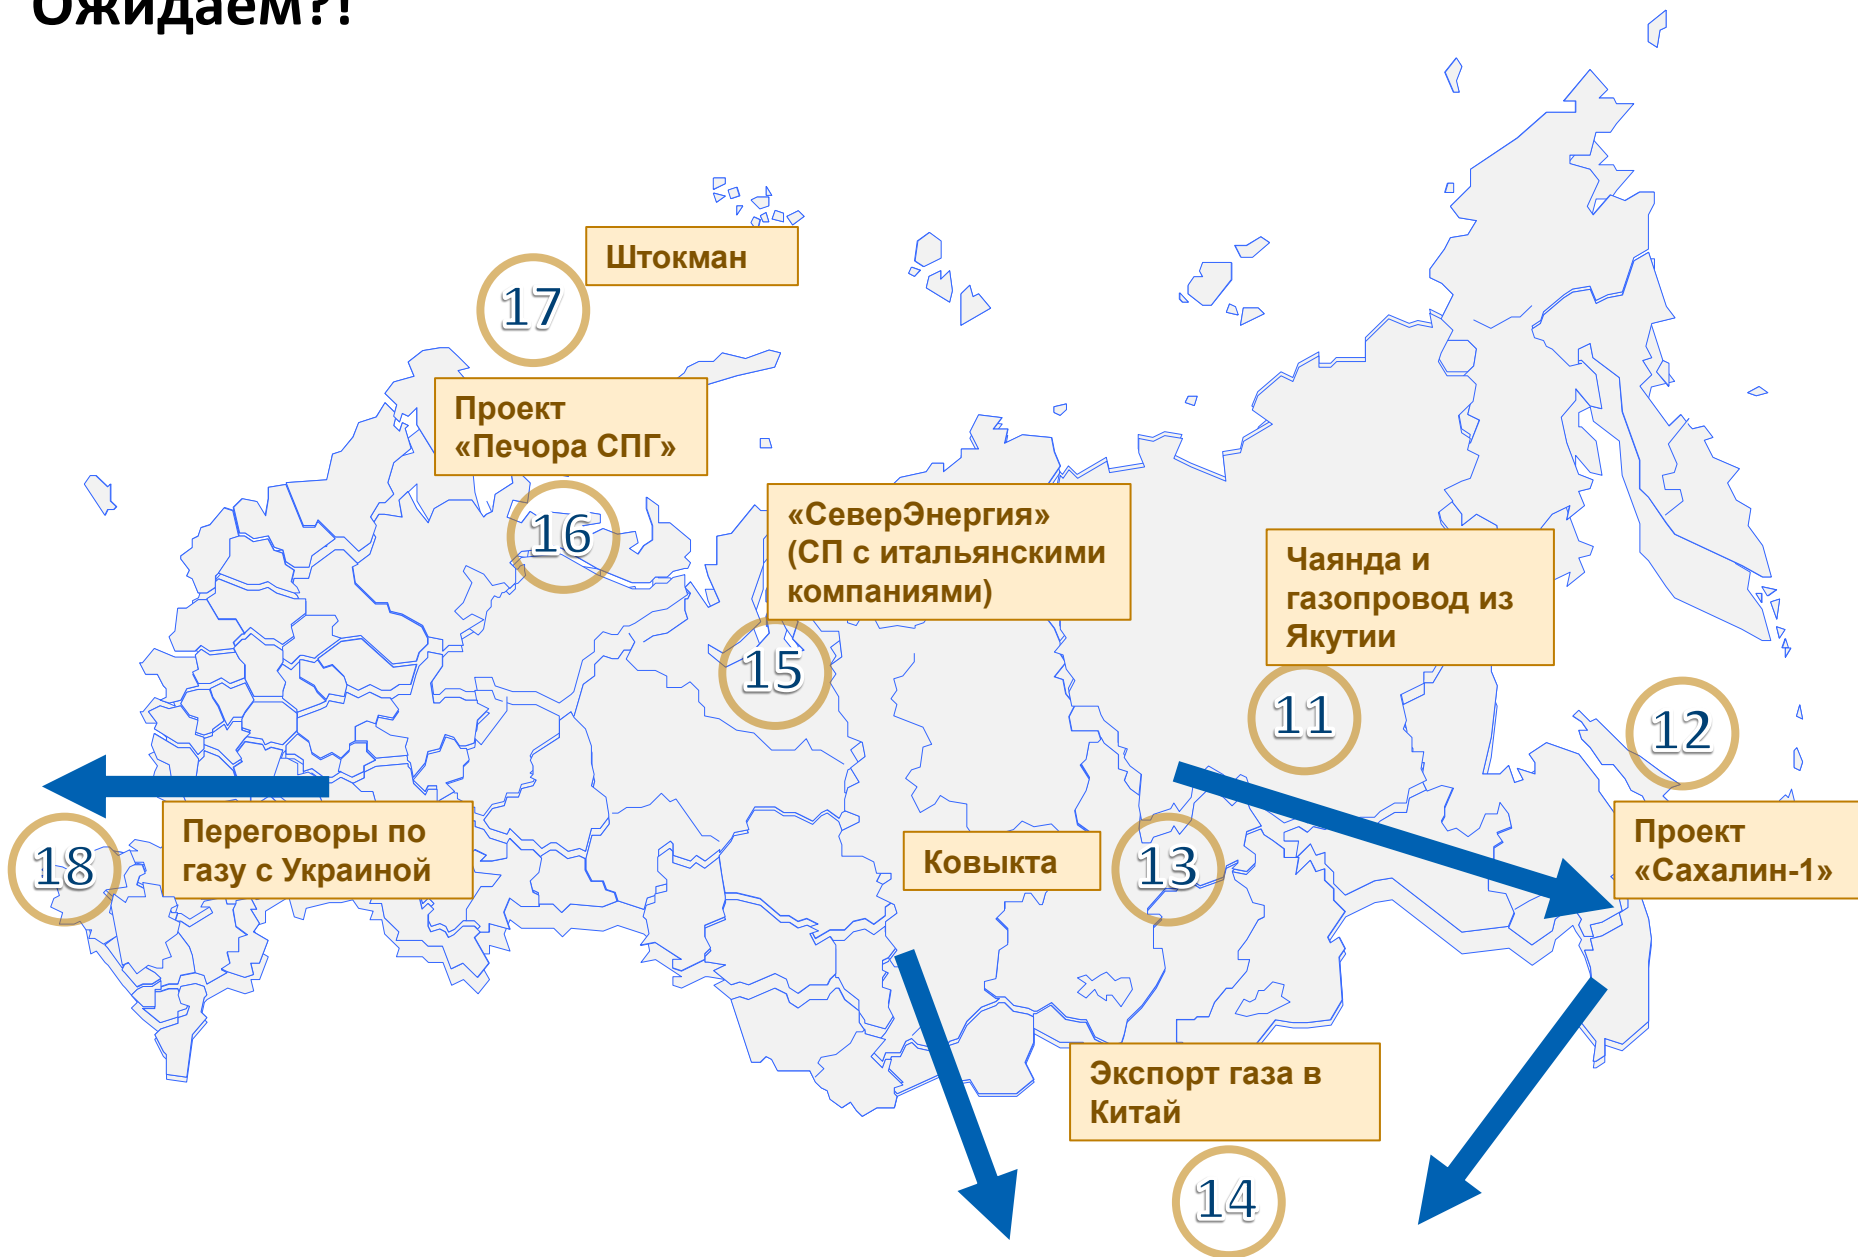 Ожидаем?!
Штокман
17
Проект
«Печора СПГ»
16
«СеверЭнергия»
(СП с итальянскими
компаниями)
15
Чаянда и
газопровод из
Якутии
11
12
Проект
«Сахалин-1»
Переговоры по
газу с Украиной
18
Ковыкта
13
Экспорт газа в
Китай
14